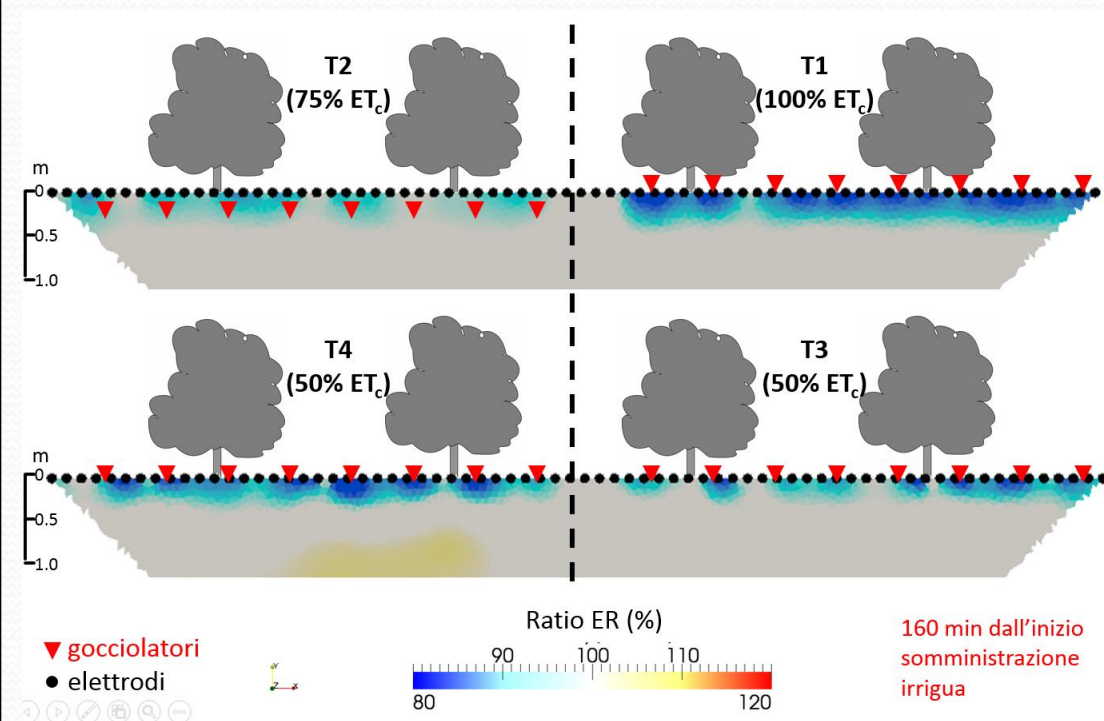 T2
(75% ETc)
T1
(100% ETc)
m
0
0.5
1.0
T4
(50% ETc)
T3
(50% ETc)
m
0
0.5
1.0
Ratio ER (%)
90 100 110
80 120
gocciolatori
elettrodi
160 min dall'inizio
somministrazione
irrigua
Y
Z X